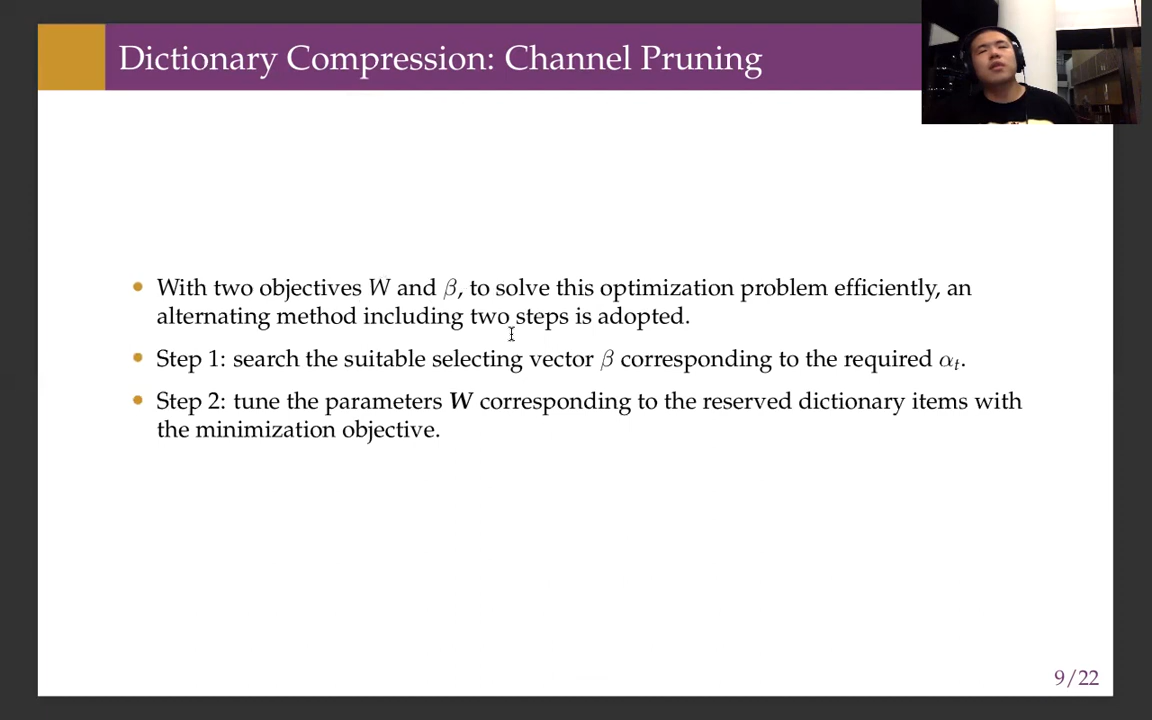 Dictionary Compression: Channel Pruning
With two objectives W and β, to solve this optimization problem efficiently, an
alternating method including two steps is adopted.
Step 1: search the suitable selecting vector β corresponding to the required αₜ.
Step 2: tune the parameters W corresponding to the reserved dictionary items with
the minimization objective.
9/22